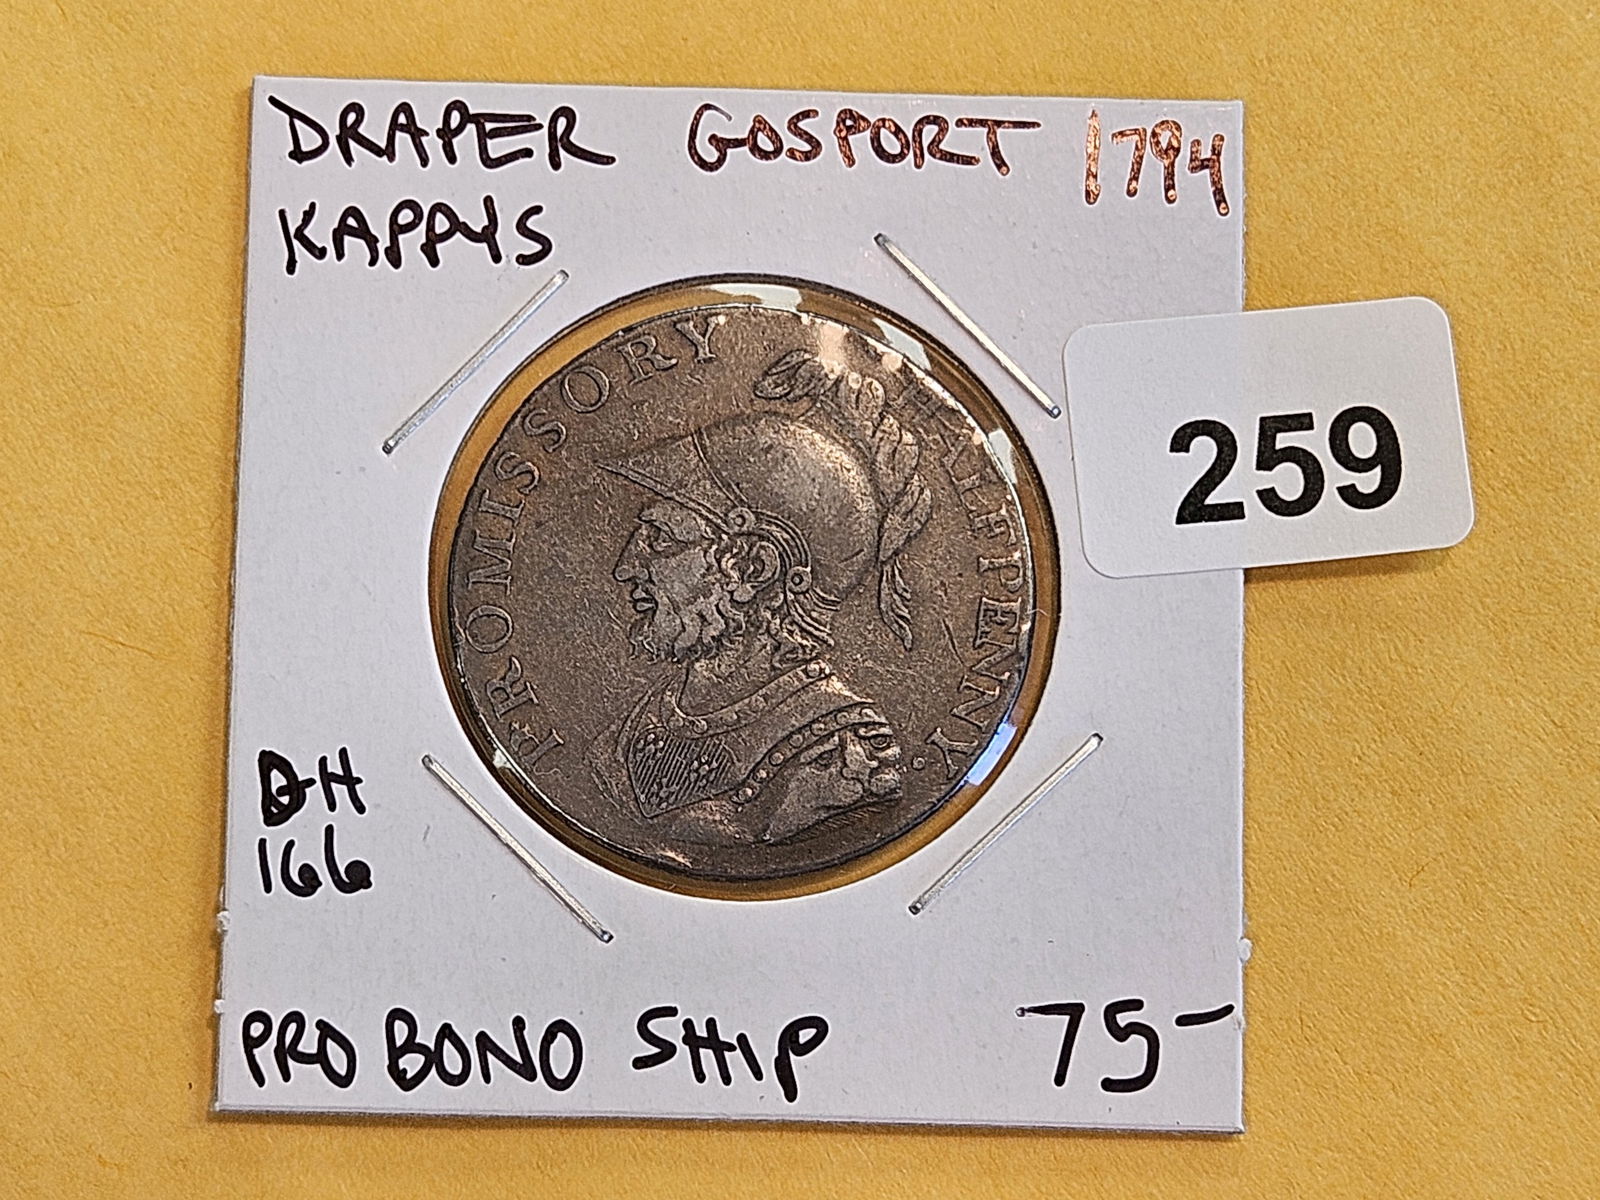 DRAPER GOSPORT 1794
KAPPYS
259
PROMISSORY HALFPENNY.
DH
166
PRO BONO SHIP 75-